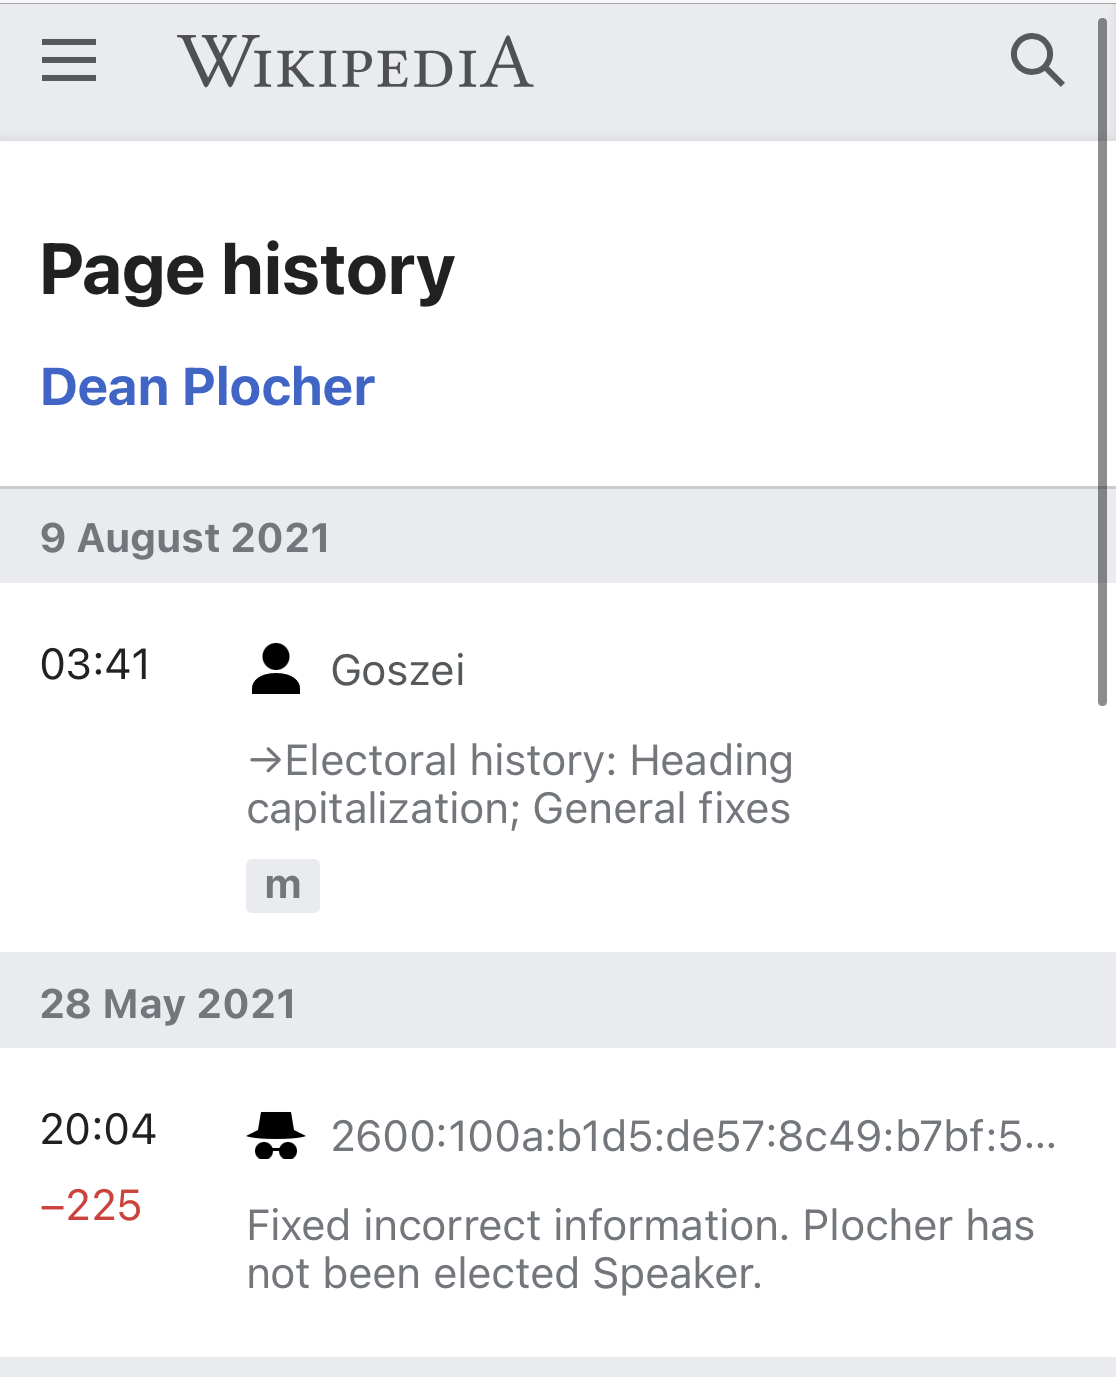 WIKIPEDIA
Page history
Dean Plocher
9 August 2021
03:41
Goszei
→Electoral history: Heading
capitalization; General fixes
m
28 May 2021
20:04
2600:100a:b1d5:de57:8c49:b7bf:5...
−225
Fixed incorrect information. Plocher has
not been elected Speaker.